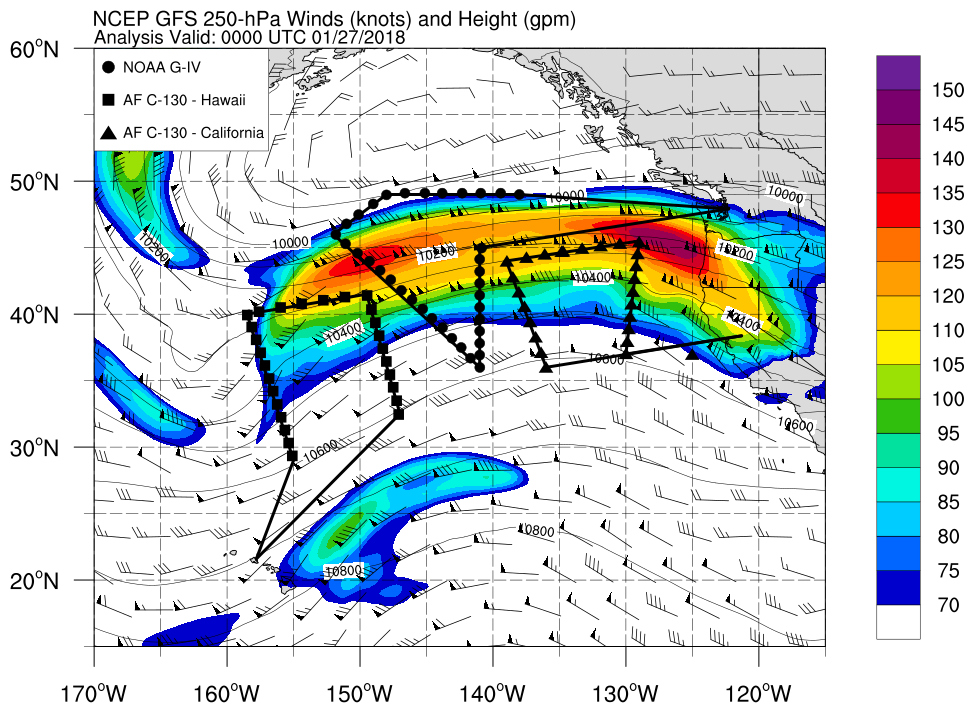 NCEP GFS 250-hPa Winds (knots) and Height (gpm)
Analysis Valid: 0000 UTC 01/27/2018
NOAA G-IV
AF C-130 - Hawaii
AF C-130 - California
60°N
50°N
40°N
30°N
20°N
170°W
160°W
150°W
140°W
130°W
120°W
10000
10000
10000
10200
10200
10200
10400
10400
10400
10600
10600
10600
10800
10800
150
145
140
135
130
125
120
115
110
105
100
95
90
85
80
75
70